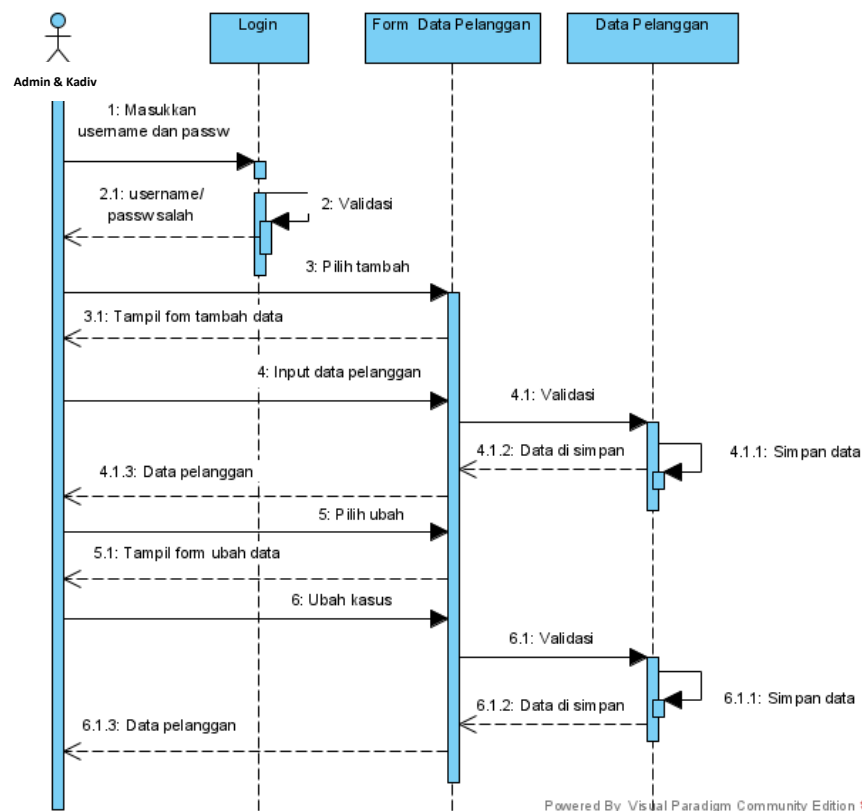 Login
Form Data Pelanggan
Data Pelanggan
Admin & Kadiv
1: Masukkan
username dan passw
2.1: username/
passwsalah
2: Validasi
3: Pilih tambah
3.1: Tampil fom tambah data
4: Input data pelanggan
4.1: Validasi
4.1.1: Simpan data
4.1.2: Data di simpan
4.1.3: Data pelanggan
5: Pilih ubah
5.1: Tampil form ubah data
6: Ubah kasus
6.1: Validasi
6.1.1: Simpan data
6.1.2: Data di simpan
6.1.3: Data pelanggan
Powered By Visual Paradigm Community Edition